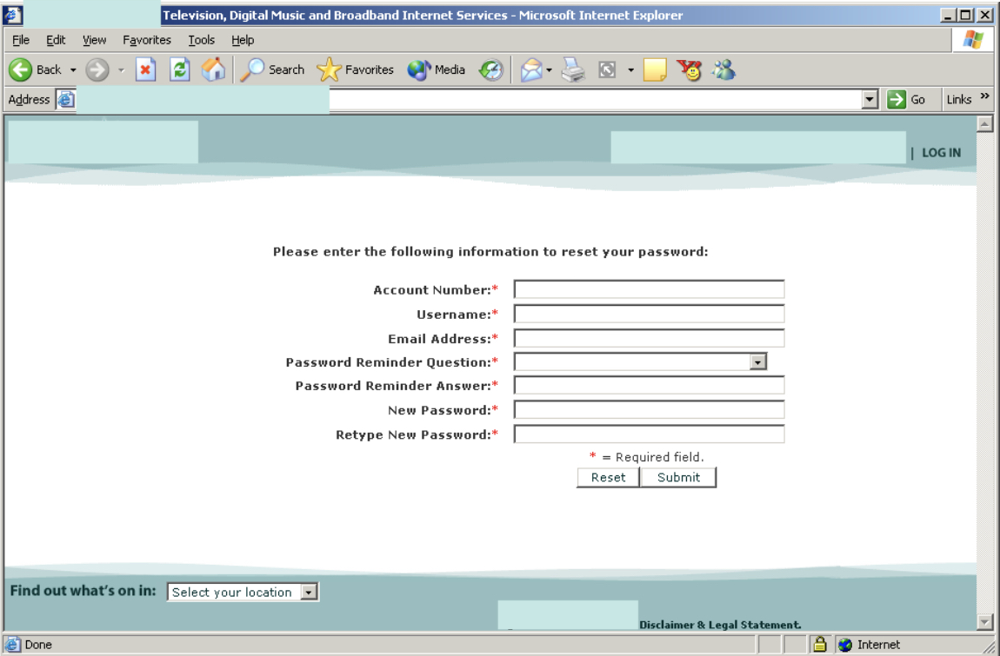 Television, Digital Music and Broadband Internet Services - Microsoft Internet Explorer
File Edit View Favorites Tools Help
Back Search Favorites Media
Address Go Links »
| LOG IN
Please enter the following information to reset your password:
Account Number:*
Username:*
Email Address:*
Password Reminder Question:*
Password Reminder Answer:*
New Password:*
Retype New Password:*
* = Required field.
Reset Submit
Find out what's on in: Select your location
Disclaimer & Legal Statement.
Done Internet